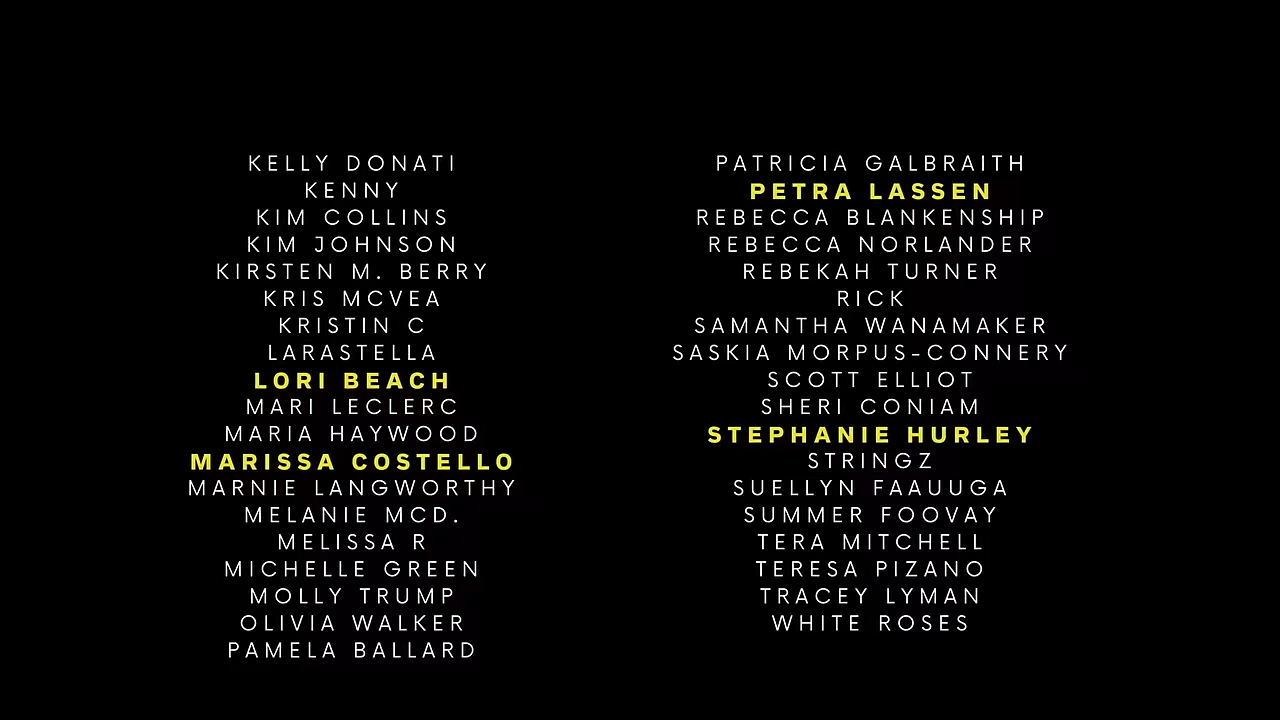 KELLY DONATI
KENNY
KIM COLLINS
KIM JOHNSON
KIRSTEN M. BERRY
KRIS MCVEA
KRISTIN C
LARASTELLA
LORI BEACH
MARI LECLERC
MARIA HAYWOOD
MARISSA COSTELLO
MARNIE LANGWORTHY
MELANIE MCD.
MELISSA R
MICHELLE GREEN
MOLLY TRUMP
OLIVIA WALKER
PAMELA BALLARD
PATRICIA GALBRAITH
PETRA LASSEN
REBECCA BLANKENSHIP
REBECCA NORLANDER
REBEKAH TURNER
RICK
SAMANTHA WANAMAKER
SASKIA MORPUS-CONNERY
SCOTT ELLIOT
SHERI CONIAM
STEPHANIE HURLEY
STRINGZ
SUELLYN FAAUUGA
SUMMER FOOVAY
TERA MITCHELL
TERESA PIZANO
TRACEY LYMAN
WHITE ROSES